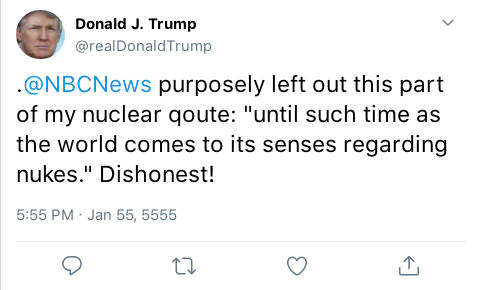 Donald J. Trump
@realDonaldTrump
.@NBCNews purposely left out this part
of my nuclear qoute: "until such time as
the world comes to its senses regarding
nukes." Dishonest!
5:55 PM · Jan 55, 5555